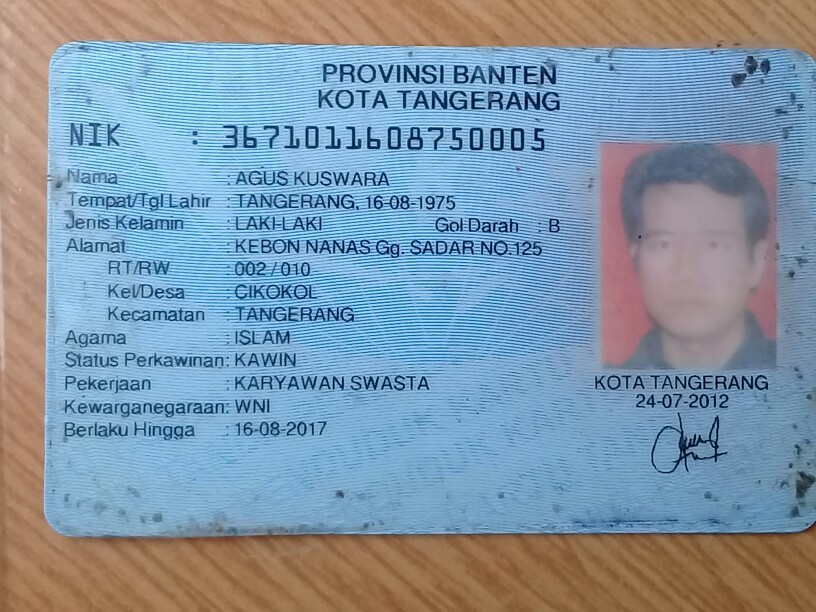 PROVINSI BANTEN
KOTA TANGERANG
NIK : 3671011608750005
Nama : AGUS KUSWARA
Tempat/Tgl Lahir : TANGERANG, 16-08-1975
Jenis Kelamin : LAKI-LAKI Gol Darah : B
Alamat : KEBON NANAS Gg. SADAR NO.125
RT/RW : 002 / 010
Kel/Desa : CIKOKOL
Kecamatan : TANGERANG
Agama : ISLAM
Status Perkawinan: KAWIN
Pekerjaan : KARYAWAN SWASTA
Kewarganegaraan: WNI
Berlaku Hingga : 16-08-2017
KOTA TANGERANG
24-07-2012